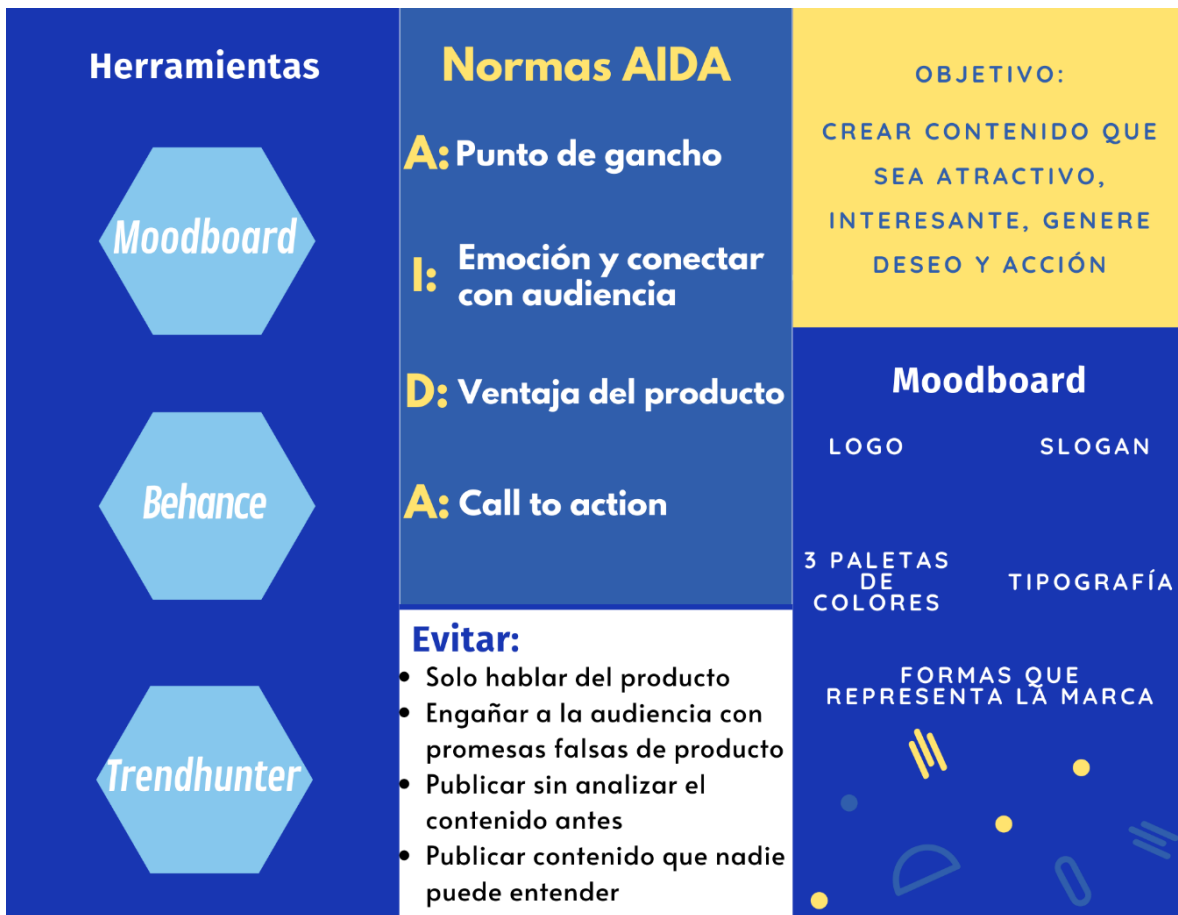 Herramientas
Moodboard
Behance
Trendhunter
Normas AIDA
A: Punto de gancho
I: Emoción y conectar
con audiencia
D: Ventaja del producto
A: Call to action
Evitar:
• Solo hablar del producto
• Engañar a la audiencia con
promesas falsas de producto
• Publicar sin analizar el
contenido antes
• Publicar contenido que nadie
puede entender
OBJETIVO:
CREAR CONTENIDO QUE
SEA ATRACTIVO,
INTERESANTE, GENERE
DESEO Y ACCIÓN
Moodboard
LOGO
SLOGAN
3 PALETAS
DE
COLORES
TIPOGRAFÍA
FORMAS QUE
REPRESENTA LA MARCA